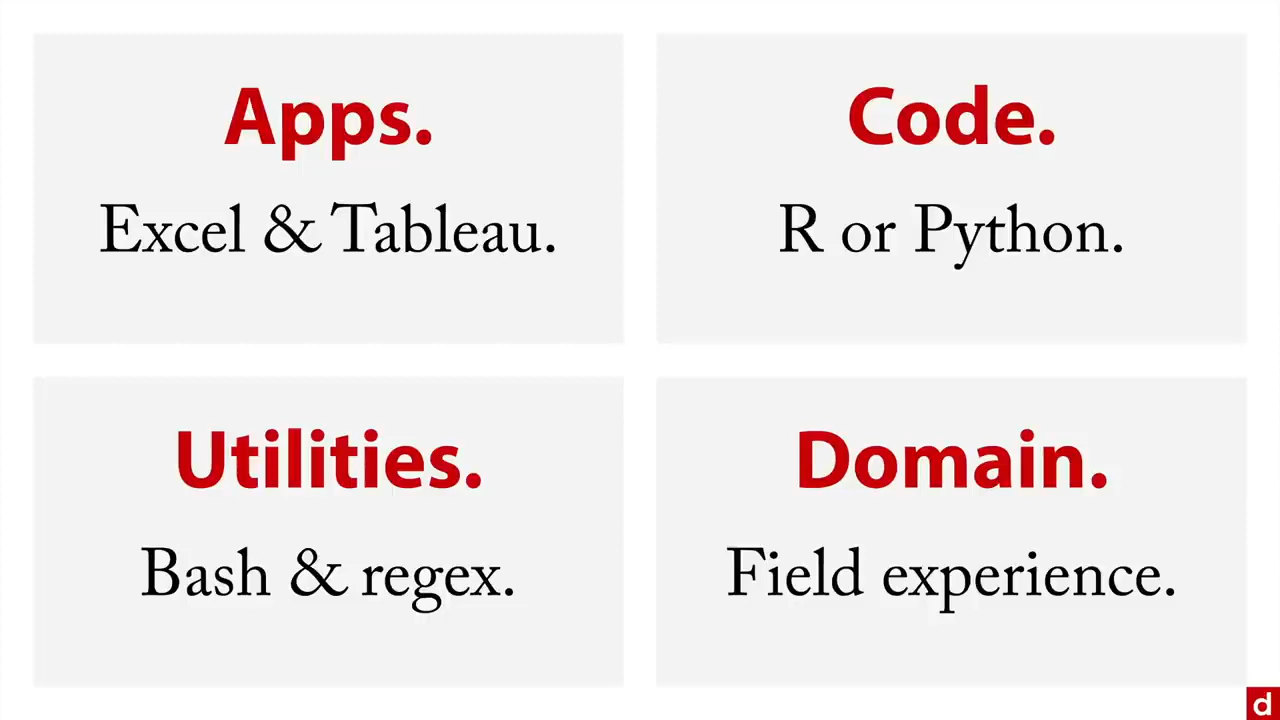 Apps.
Excel & Tableau.
Code.
R or Python.
Utilities.
Bash & regex.
Domain.
Field experience.
d